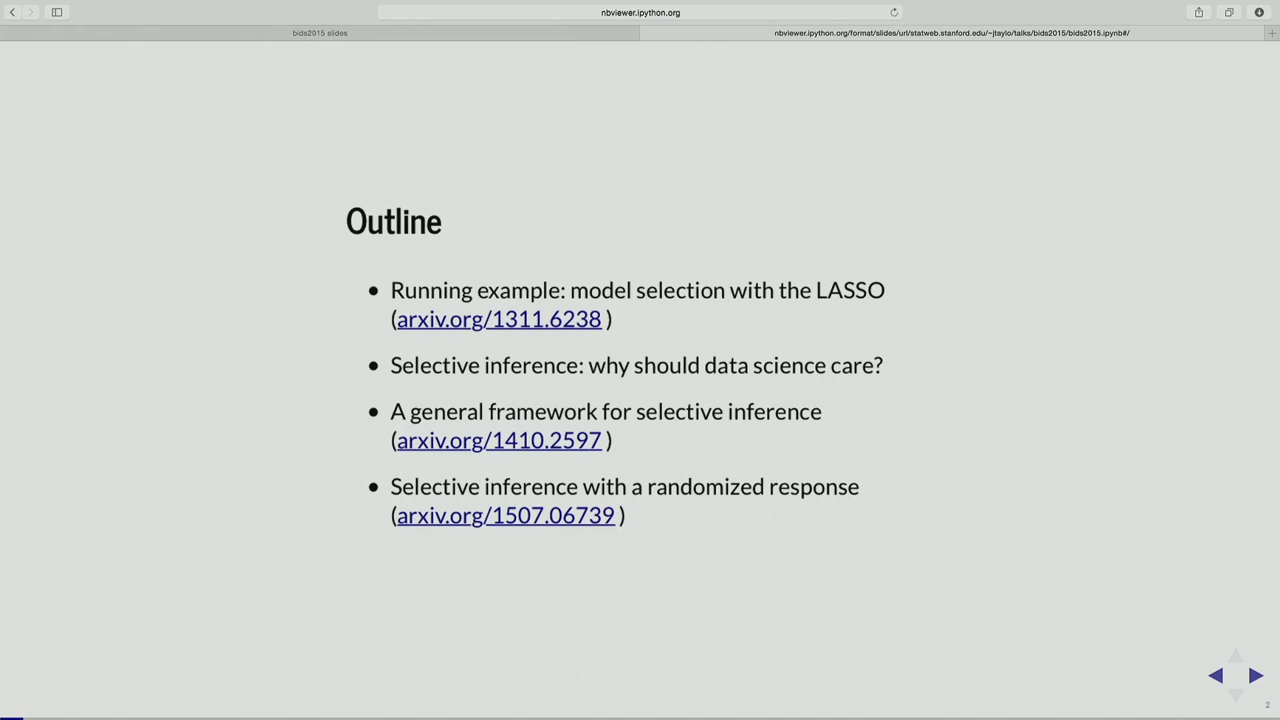 nbviewer.ipython.org
bids2015 slides
nbviewer.ipython.org/format/slides/url/statweb.stanford.edu/~jtaylo/talks/bids2015/bids2015.ipynb#/
Outline
Running example: model selection with the LASSO
(arxiv.org/1311.6238 )
Selective inference: why should data science care?
A general framework for selective inference
(arxiv.org/1410.2597 )
Selective inference with a randomized response
(arxiv.org/1507.06739 )
2